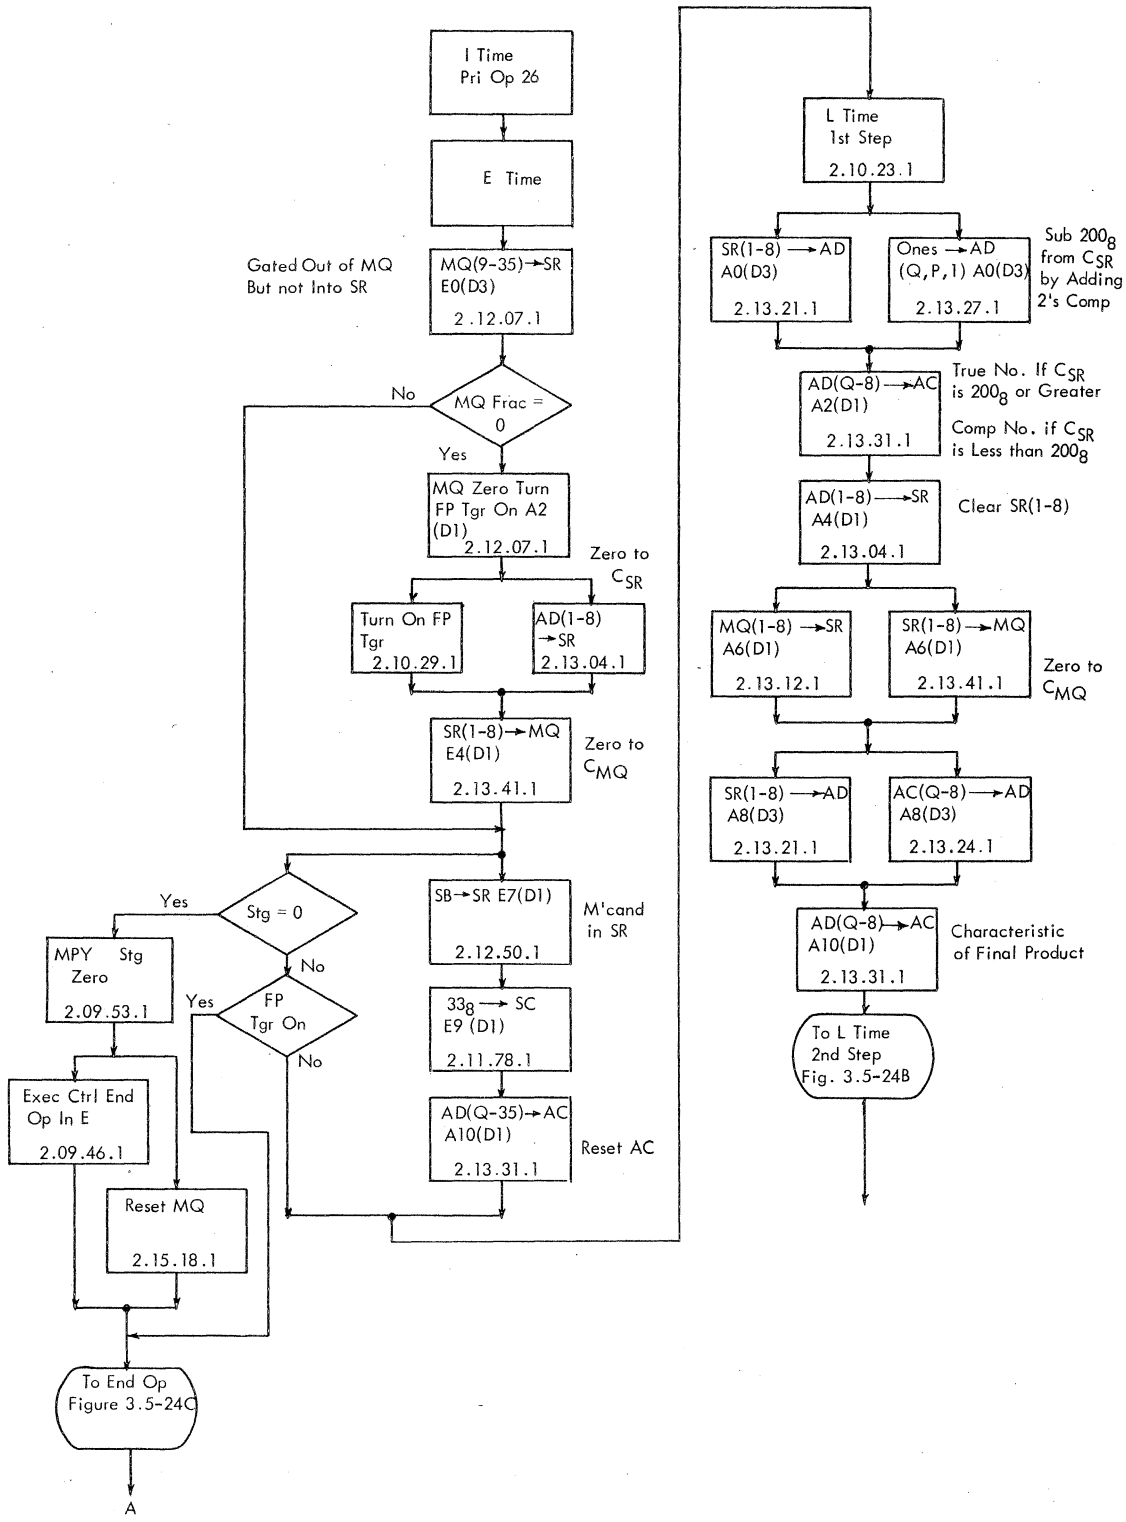 I Time
Pri Op 26
E Time
Gated Out of MQ
But not Into SR
MQ(9-35)→SR
E0(D3)
2.12.07.1
No
MQ Frac =
0
Yes
MQ Zero Turn
FP Tgr On A2
(D1)
2.12.07.1
Zero to
CSR
Turn On FP
Tgr
2.10.29.1
AD(1-8)
→SR
2.13.04.1
SR(1-8)→MQ
E4(D1)
2.13.41.1
Zero to
CMQ
Yes
Stg = 0
No
MPY Stg
Zero
2.09.53.1
Yes
FP
Tgr On
No
SB→SR E7(D1)
2.12.50.1
M'cand
in SR
338 → SC
E9 (D1)
2.11.78.1
Exec Ctrl End
Op In E
2.09.46.1
AD(Q-35)→AC
A10(D1)
2.13.31.1
Reset AC
Reset MQ
2.15.18.1
To End Op
Figure 3.5-24C
A
L Time
1st Step
2.10.23.1
SR(1-8) →AD
A0(D3)
2.13.21.1
Ones →AD
(Q,P,1) A0(D3)
2.13.27.1
Sub 2008
from CSR
by Adding
2's Comp
AD(Q-8)→AC
A2(D1)
2.13.31.1
True No. If CSR
is 2008 or Greater
Comp No. if CSR
is Less than 2008
AD(1-8)→SR
A4(D1)
2.13.04.1
Clear SR(1-8)
MQ(1-8) →SR
A6(D1)
2.13.12.1
SR(1-8)→MQ
A6(D1)
2.13.41.1
Zero to
CMQ
SR(1-8) →AD
A8(D3)
2.13.21.1
AC(Q-8)→AD
A8(D3)
2.13.24.1
AD(Q-8)→AC
A10(D1)
2.13.31.1
Characteristic
of Final Product
To L Time
2nd Step
Fig. 3.5-24B